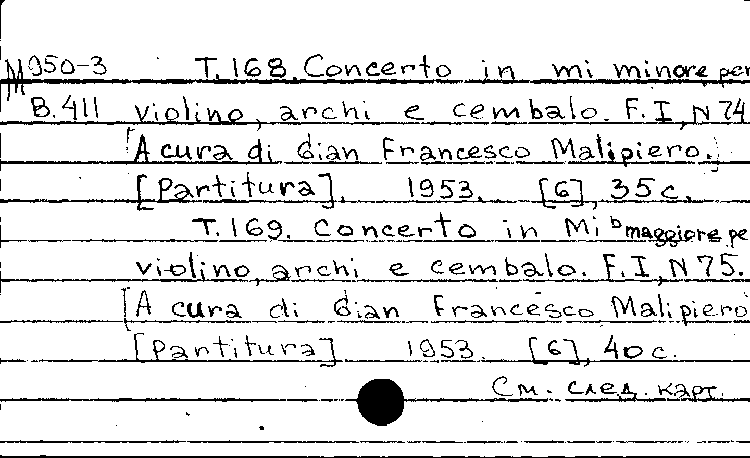 М950-3 T.168. Concerto in mi minore per
B.411 violino, archi e cembalo. F. I, N 74
[A cura di Gian Francesco Malipiero.]
[Partitura]. 1953. [6], 35 c.
T.169. Concerto in Mi b maggiore pe
violino, archi e cembalo. F. I, N 75.
[A cura di Gian Francesco Malipiero
[Partitura]. 1953. [6], 40 c.
См. след. карт.